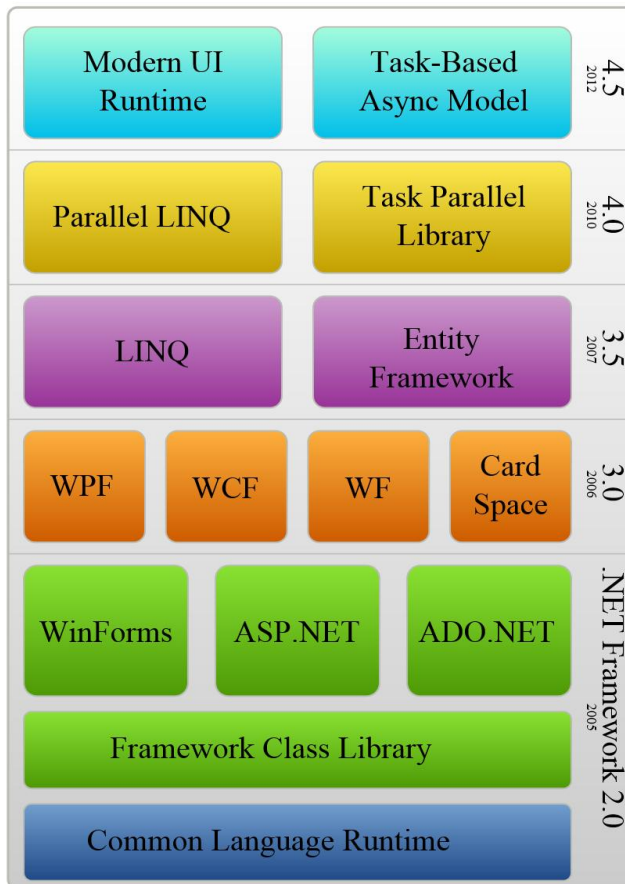 Modern UI
Runtime
Task-Based
Async Model
4.5
2012
Parallel LINQ
Task Parallel
Library
4.0
2010
LINQ
Entity
Framework
3.5
2007
WPF
WCF
WF
Card
Space
3.0
2006
WinForms
ASP.NET
ADO.NET
.NET Framework 2.0
2005
Framework Class Library
Common Language Runtime